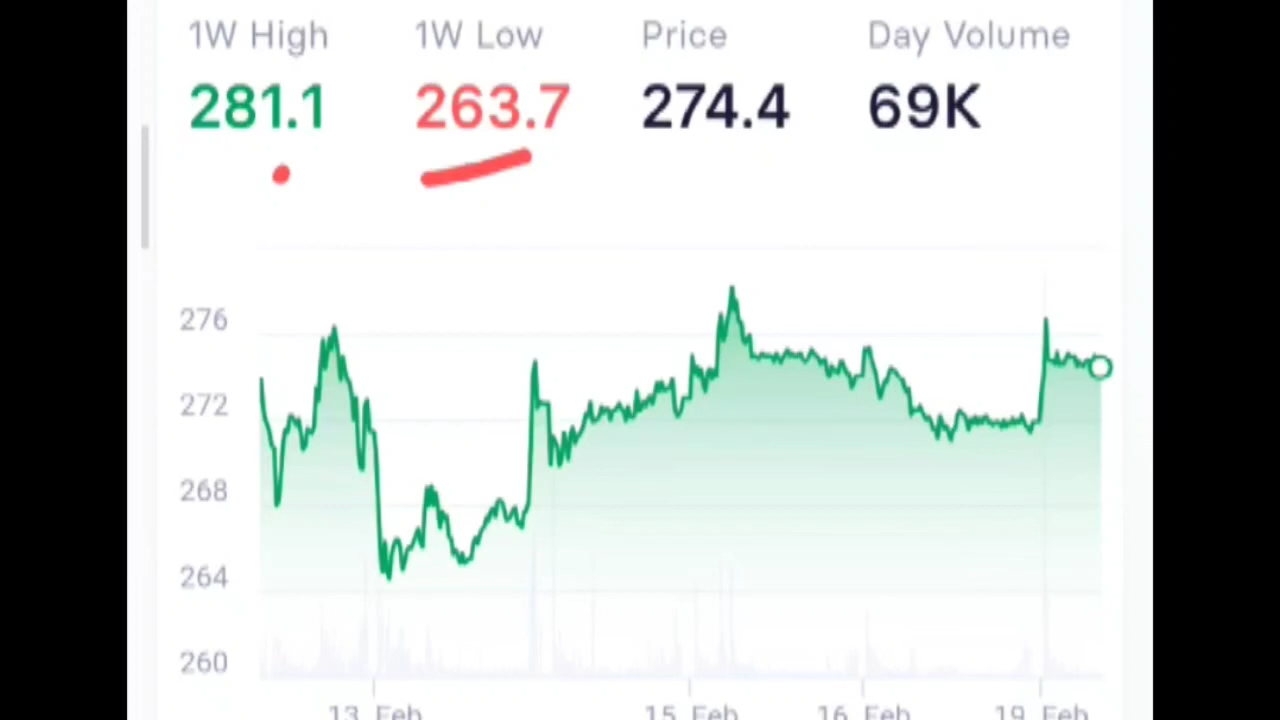 1W High 1W Low Price Day Volume
281.1 263.7 274.4 69K
276
272
268
264
260
13 Feb 15 Feb 16 Feb 19 Feb